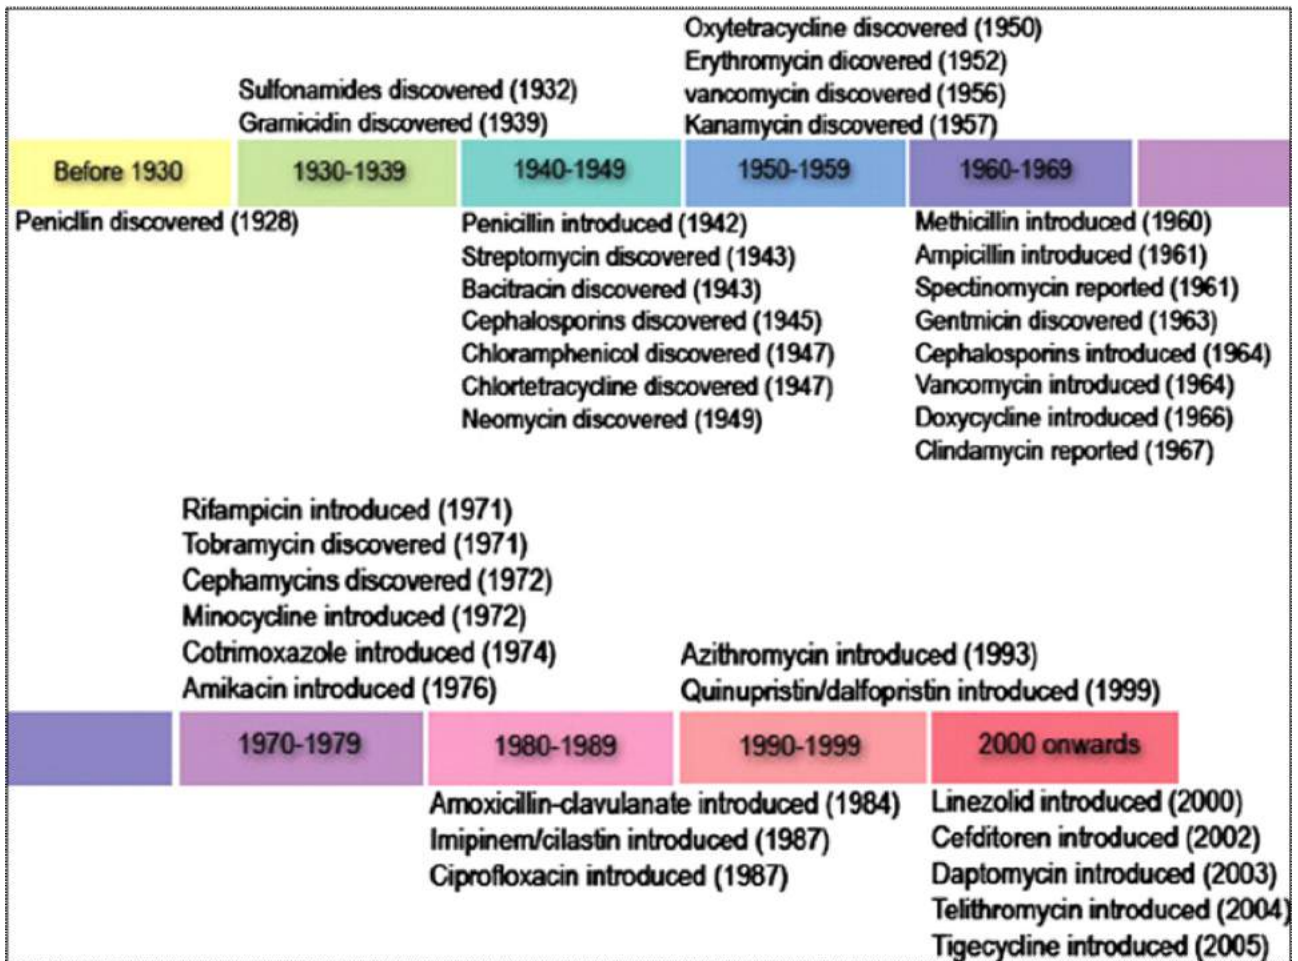 Oxytetracycline discovered (1950)
Erythromycin dicovered (1952)
vancomycin discovered (1956)
Kanamycin discovered (1957)
Sulfonamides discovered (1932)
Gramicidin discovered (1939)
Before 1930
1930-1939
1940-1949
1950-1959
1960-1969
Penicllin discovered (1928)
Penicillin introduced (1942)
Streptomycin discovered (1943)
Bacitracin discovered (1943)
Cephalosporins discovered (1945)
Chloramphenicol discovered (1947)
Chlortetracycline discovered (1947)
Neomycin discovered (1949)
Methicillin introduced (1960)
Ampicillin introduced (1961)
Spectinomycin reported (1961)
Gentmicin discovered (1963)
Cephalosporins introduced (1964)
Vancomycin introduced (1964)
Doxycycline introduced (1966)
Clindamycin reported (1967)
Rifampicin introduced (1971)
Tobramycin discovered (1971)
Cephamycins discovered (1972)
Minocycline introduced (1972)
Cotrimoxazole introduced (1974)
Amikacin introduced (1976)
Azithromycin introduced (1993)
Quinupristin/dalfopristin introduced (1999)
1970-1979
1980-1989
1990-1999
2000 onwards
Amoxicillin-clavulanate introduced (1984)
Imipinem/cilastin introduced (1987)
Ciprofloxacin introduced (1987)
Linezolid introduced (2000)
Cefditoren introduced (2002)
Daptomycin introduced (2003)
Telithromycin introduced (2004)
Tigecycline introduced (2005)